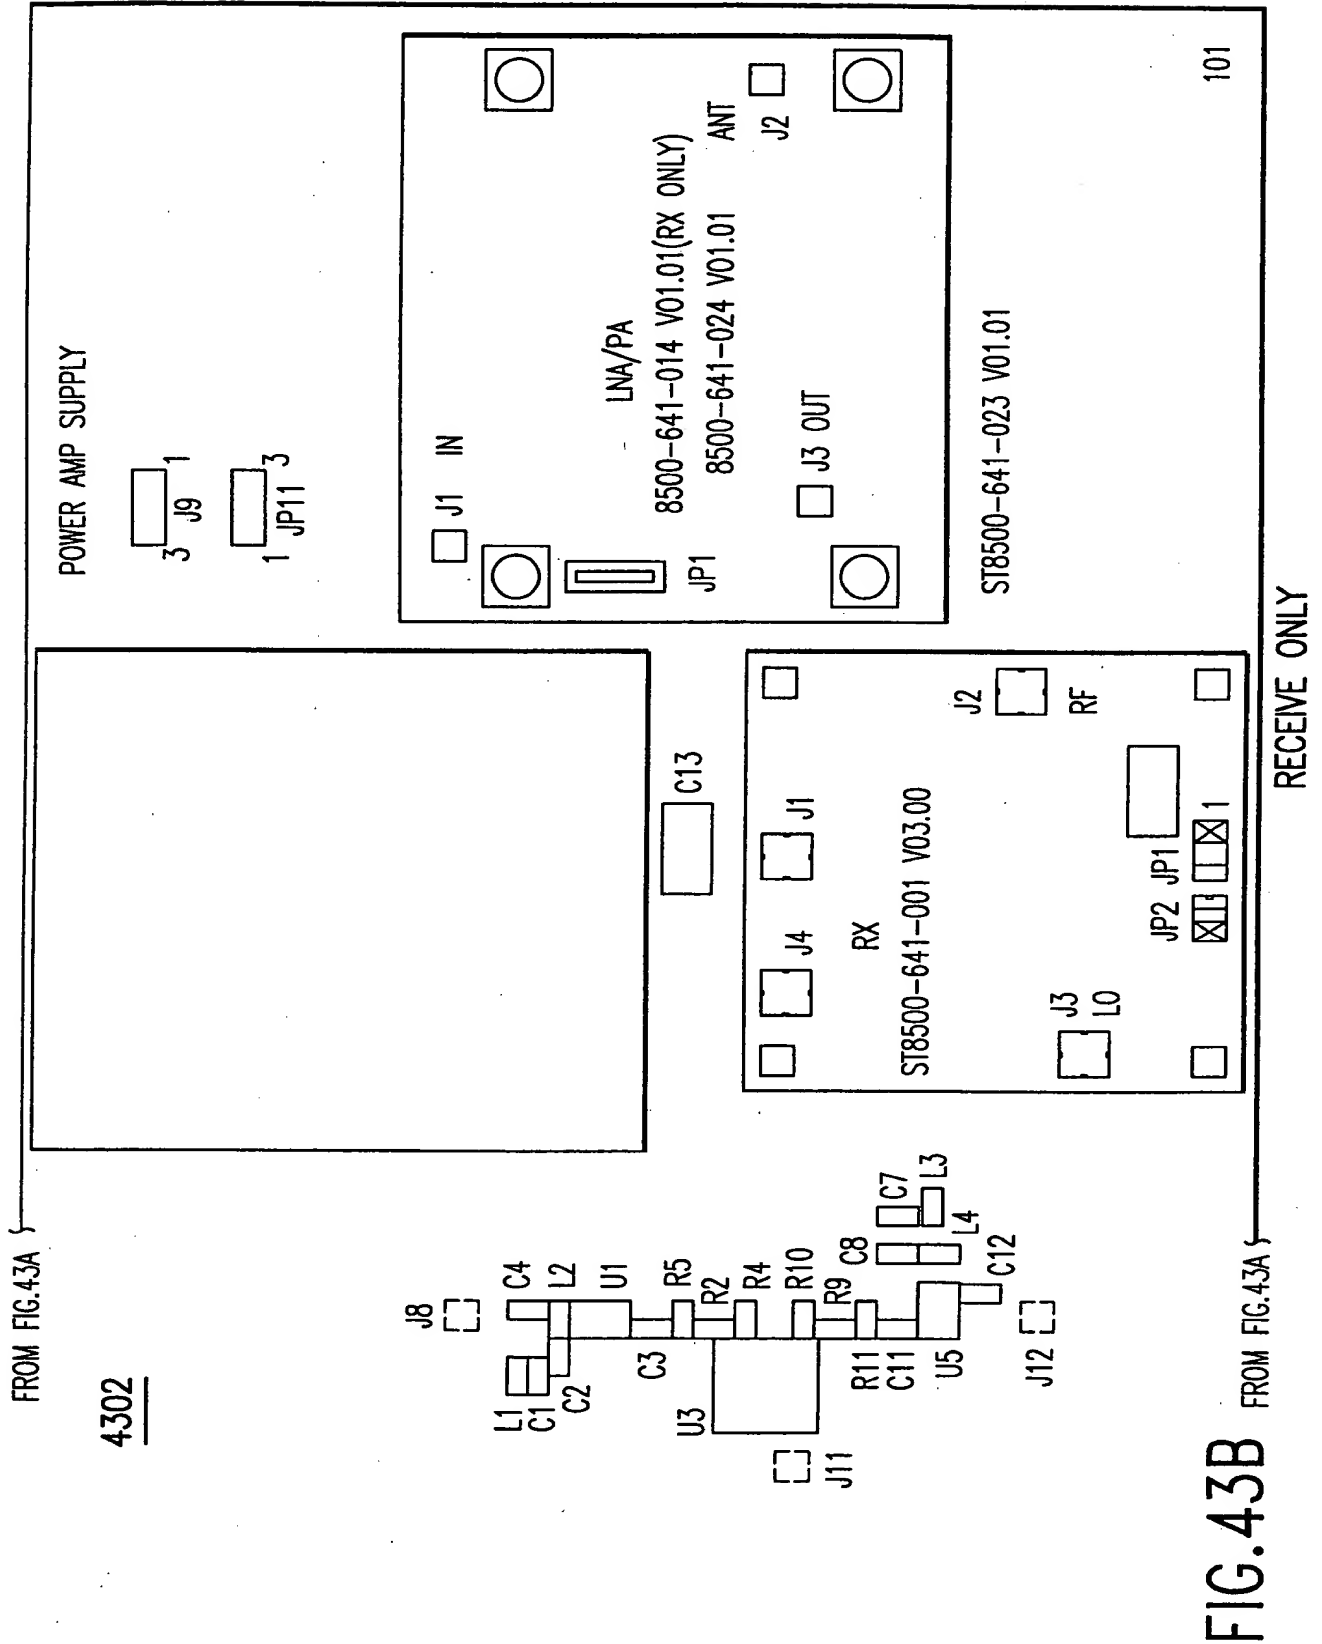 FROM FIG.43A
4302
POWER AMP SUPPLY
3 1
J9
1 3
JP11
J1 IN
JP1
LNA/PA
8500-641-014 V01.01(RX ONLY)
8500-641-024 V01.01
ANT
J2
J3 OUT
ST8500-641-023 V01.01
101
C13
J4
J1
RX
ST8500-641-001 V03.00
J2
RF
J3
LO
JP2
JP1
1
J8
L1
C1
C2
C4
L2
U1
C3
R5
R2
R4
U3
R10
R9
J11
R11
C11
U5
C8
C7
L3
L4
C12
J12
FROM FIG.43A
RECEIVE ONLY
FIG.43B